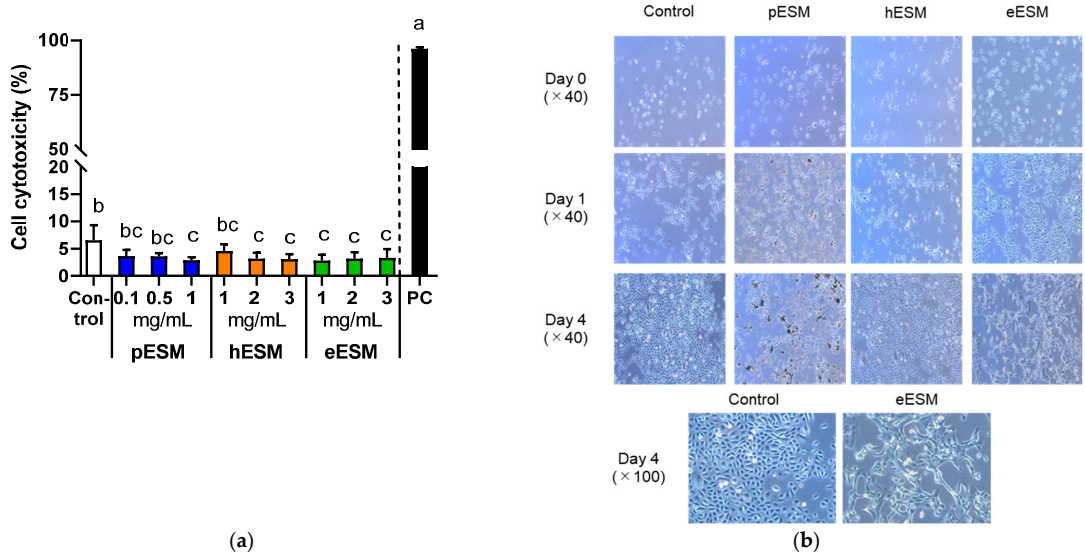 a
100
75
50
20
15
10
5
0
Cell cytotoxicity (%)
b
bc
bc
c
bc
c
c
c
c
c
Con-
trol
0.1 0.5 1
1 2 3
1 2 3
PC
mg/mL mg/mL mg/mL
pESM hESM eESM
(a)
Control pESM hESM eESM
Day 0
(×40)
Day 1
(×40)
Day 4
(×40)
Control eESM
Day 4
(×100)
(b)